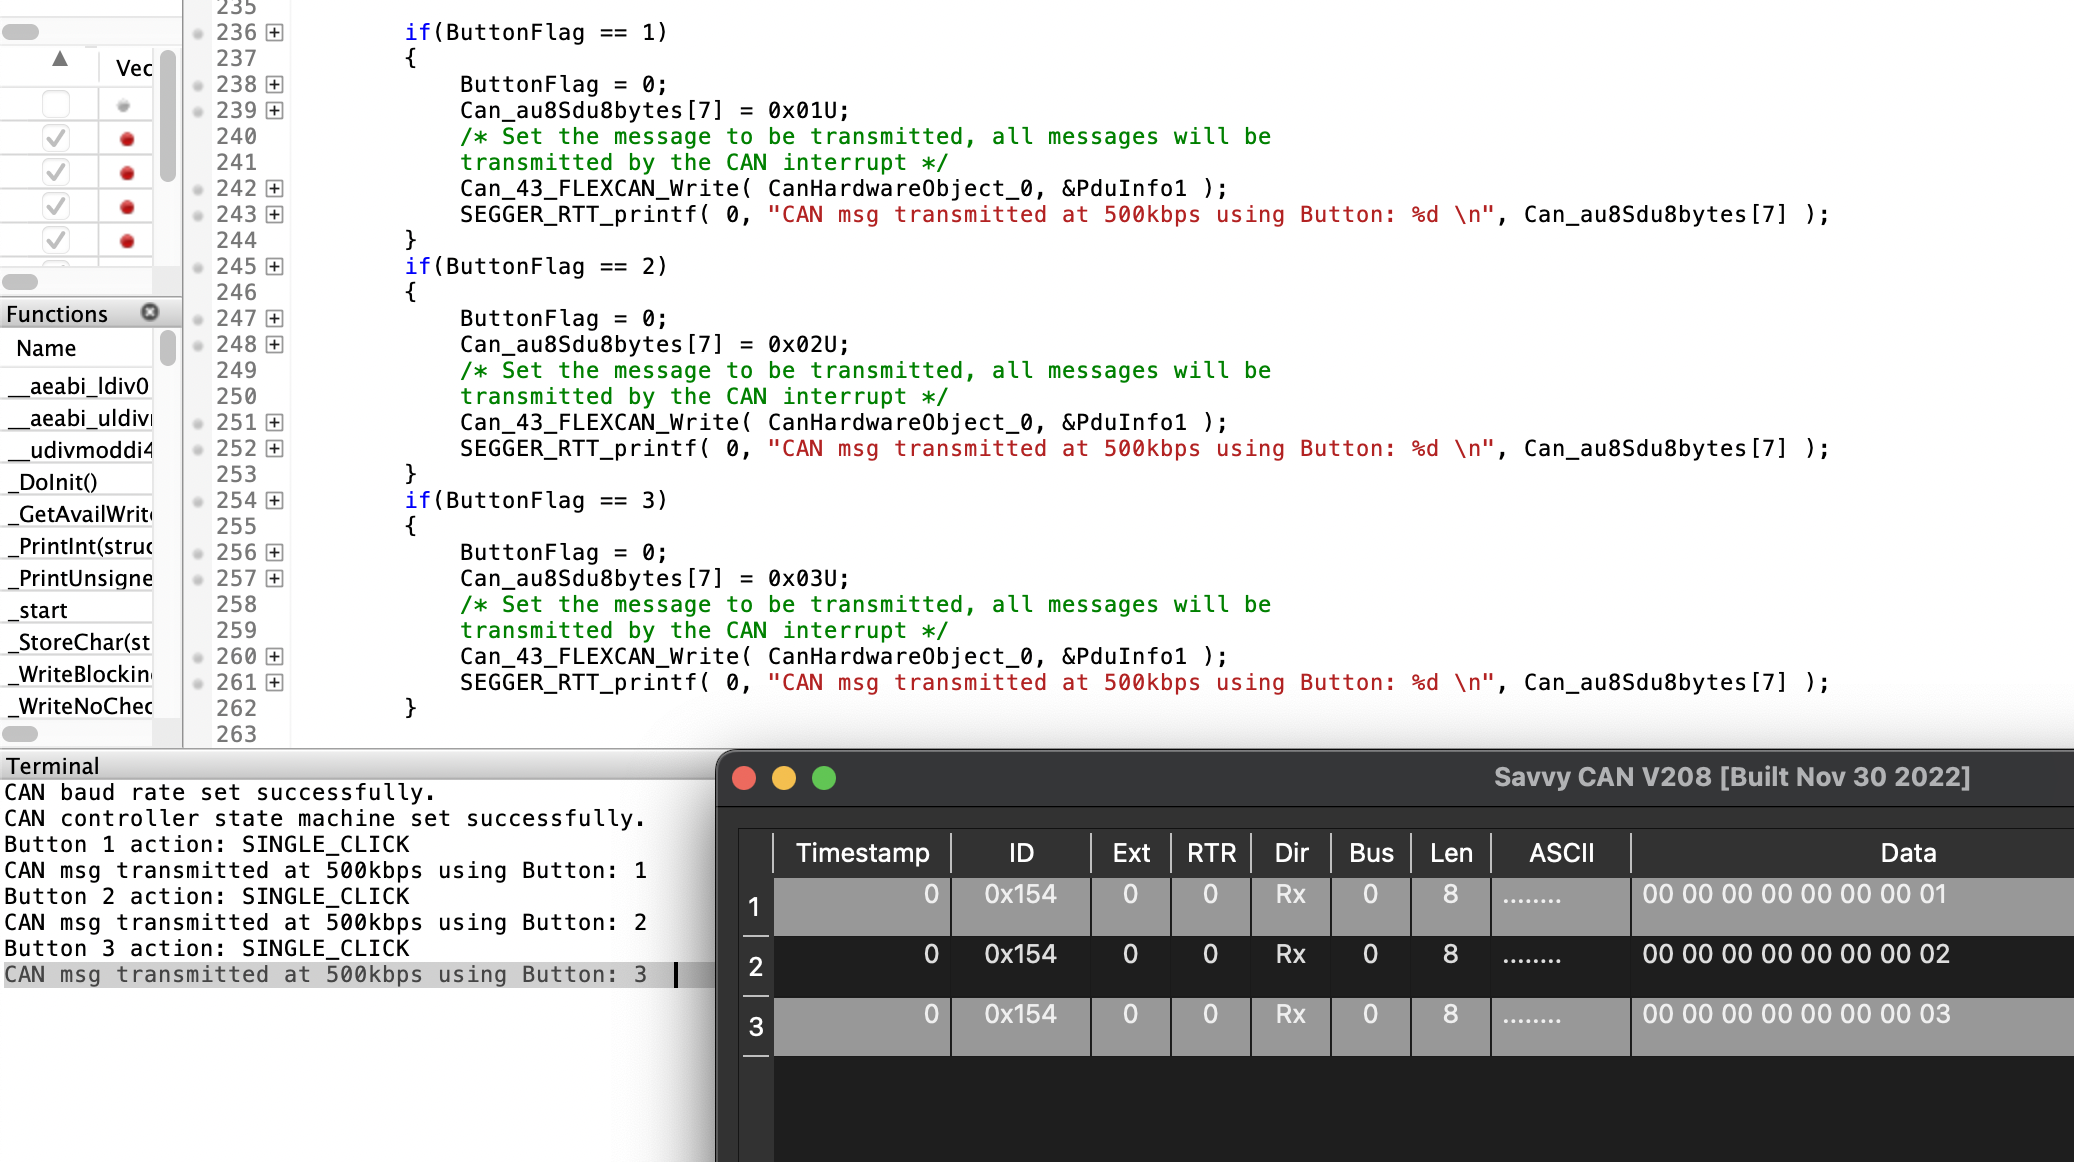 235
236 if(ButtonFlag == 1)
237 {
238 ButtonFlag = 0;
239 Can_au8Sdu8bytes[7] = 0x01U;
240 /* Set the message to be transmitted, all messages will be
241 transmitted by the CAN interrupt */
242 Can_43_FLEXCAN_Write( CanHardwareObject_0, &PduInfo1 );
243 SEGGER_RTT_printf( 0, "CAN msg transmitted at 500kbps using Button: %d \n", Can_au8Sdu8bytes[7] );
244 }
245 if(ButtonFlag == 2)
246 {
247 ButtonFlag = 0;
248 Can_au8Sdu8bytes[7] = 0x02U;
249 /* Set the message to be transmitted, all messages will be
250 transmitted by the CAN interrupt */
251 Can_43_FLEXCAN_Write( CanHardwareObject_0, &PduInfo1 );
252 SEGGER_RTT_printf( 0, "CAN msg transmitted at 500kbps using Button: %d \n", Can_au8Sdu8bytes[7] );
253 }
254 if(ButtonFlag == 3)
255 {
256 ButtonFlag = 0;
257 Can_au8Sdu8bytes[7] = 0x03U;
258 /* Set the message to be transmitted, all messages will be
259 transmitted by the CAN interrupt */
260 Can_43_FLEXCAN_Write( CanHardwareObject_0, &PduInfo1 );
261 SEGGER_RTT_printf( 0, "CAN msg transmitted at 500kbps using Button: %d \n", Can_au8Sdu8bytes[7] );
262 }
263
Vec
Functions
Name
__aeabi_ldiv0
__aeabi_uldivi
__udivmoddi4
_DoInit()
_GetAvailWrite
_PrintInt(struc
_PrintUnsigne
_start
_StoreChar(st
_WriteBlockin
_WriteNoChec
Terminal
CAN baud rate set successfully.
CAN controller state machine set successfully.
Button 1 action: SINGLE_CLICK
CAN msg transmitted at 500kbps using Button: 1
Button 2 action: SINGLE_CLICK
CAN msg transmitted at 500kbps using Button: 2
Button 3 action: SINGLE_CLICK
CAN msg transmitted at 500kbps using Button: 3
Savvy CAN V208 [Built Nov 30 2022]
Timestamp ID Ext RTR Dir Bus Len ASCII Data
1 0 0x154 0 0 Rx 0 8 ........ 00 00 00 00 00 00 00 01
2 0 0x154 0 0 Rx 0 8 ........ 00 00 00 00 00 00 00 02
3 0 0x154 0 0 Rx 0 8 ........ 00 00 00 00 00 00 00 03